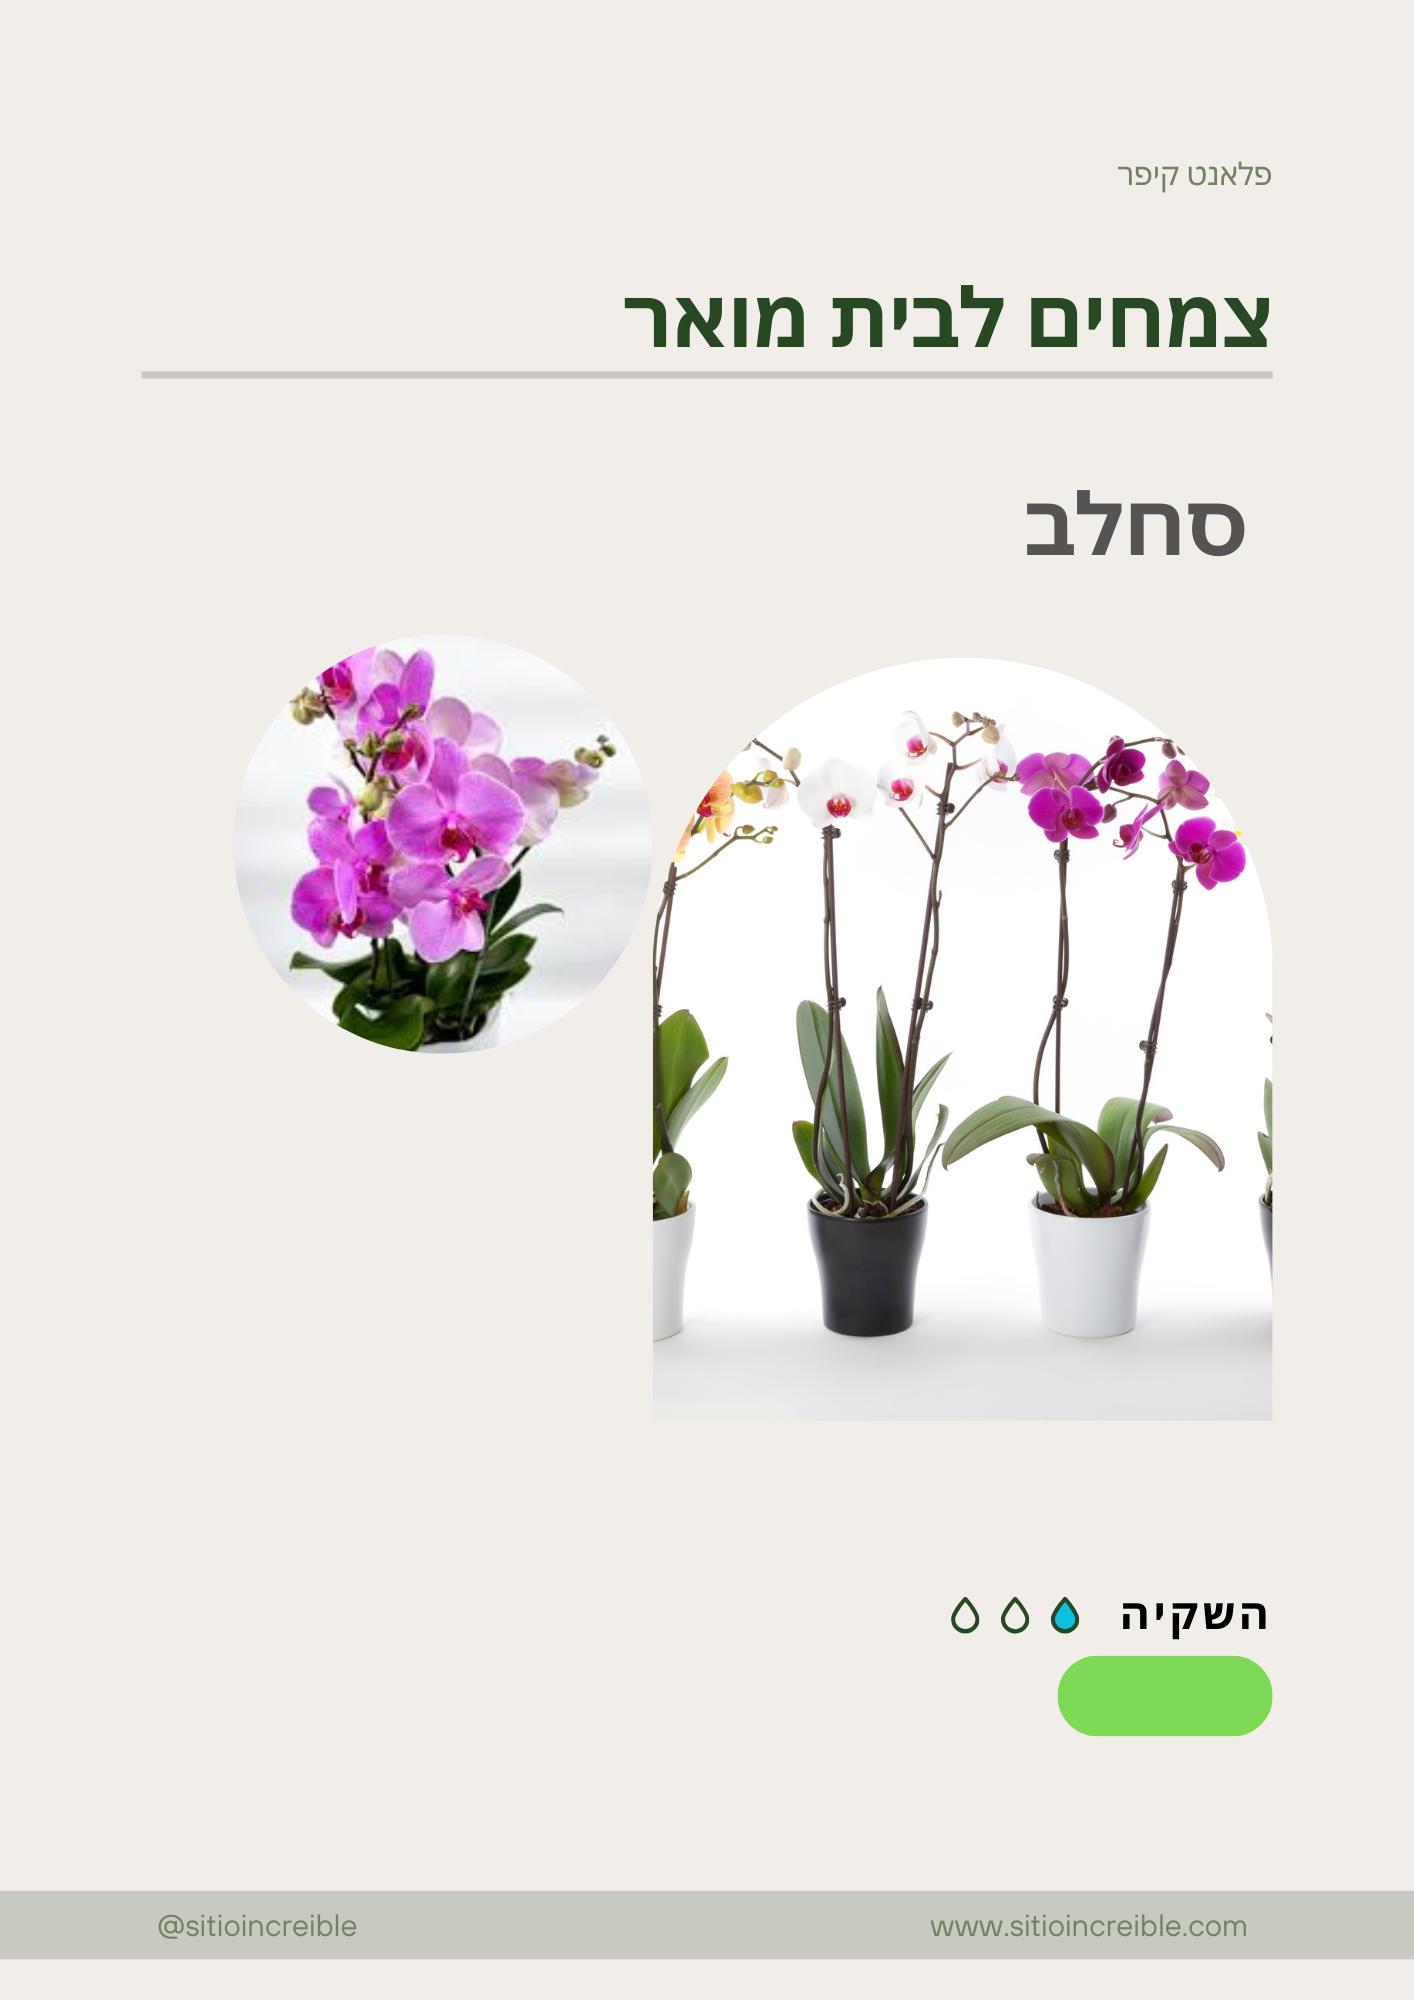 פלאנט קיפר
צמחים לבית מואר
סחלב
השקיה
@sitioincreible
www.sitioincreible.com